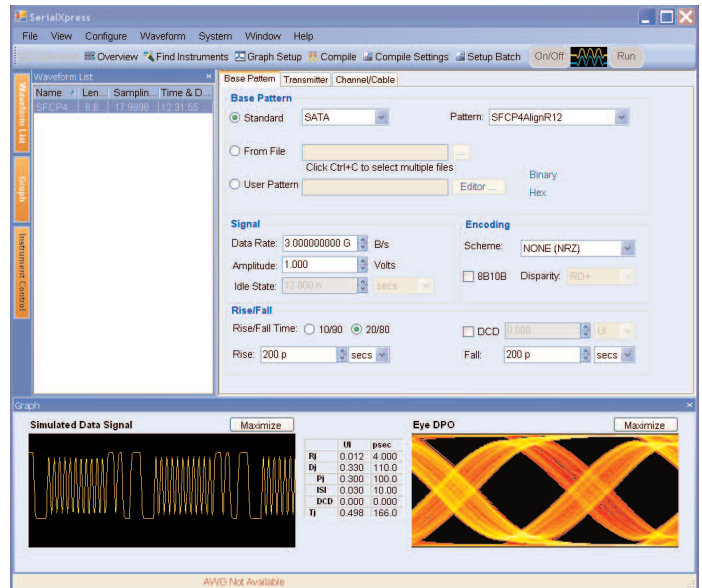 SerialXpress
File View Configure Waveform System Window Help
Overview Find Instruments Graph Setup Compile Compile Settings Setup Batch On/Off Run
Waveform List
Graph
Instrument Control
Waveform List
Name Len... Samplin... Time & D...
SFCP4 6.6 17.9996 12:31:55
Base Pattern Transmitter Channel/Cable
Base Pattern
Standard SATA Pattern: SFCP4AlignR12
From File ...
Click Ctrl+C to select multiple files
User Pattern Editor ...
Binary
Hex
Signal
Data Rate: 3.000000000 G B/s
Amplitude: 1.000 Volts
Idle State: 12.800 n secs
Encoding
Scheme: NONE (NRZ)
8B10B Disparity: RD+
Rise/Fall
Rise/Fall Time: 10/90 20/80
DCD 0.000 UI
Rise: 200 p secs
Fall: 200 p secs
Graph
Simulated Data Signal Maximize
UI psec
Rj 0.012 4.000
Dj 0.330 110.0
Pj 0.300 100.0
ISI 0.030 10.00
DCD 0.000 0.000
Tj 0.498 166.0
Eye DPO Maximize
AWG Not Available